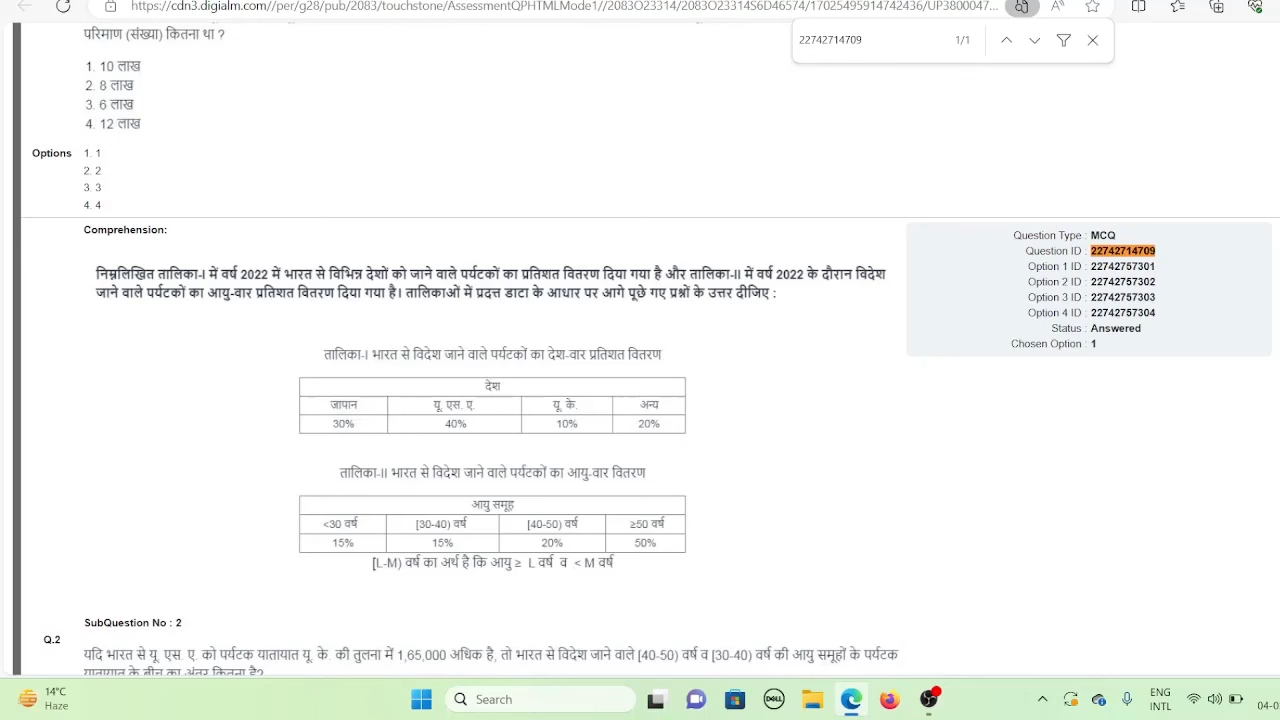 https://cdn3.digialm.com//per/g28/pub/2083/touchstone/AssessmentQPHTMLMode1//2083O23314/2083O23314S6D46574/17025495914742436/UP3800047...
22742714709 1/1
परिमाण (संख्या) कितना था ?
1. 10 लाख
2. 8 लाख
3. 6 लाख
4. 12 लाख
Options 1. 1
2. 2
3. 3
4. 4
Comprehension:
Question Type : MCQ
Question ID : 22742714709
Option 1 ID : 22742757301
Option 2 ID : 22742757302
Option 3 ID : 22742757303
Option 4 ID : 22742757304
Status : Answered
Chosen Option : 1
निम्नलिखित तालिका-I में वर्ष 2022 में भारत से विभिन्न देशों को जाने वाले पर्यटकों का प्रतिशत वितरण दिया गया है और तालिका-II में वर्ष 2022 के दौरान विदेश
जाने वाले पर्यटकों का आयु-वार प्रतिशत वितरण दिया गया है। तालिकाओं में प्रदत्त डाटा के आधार पर आगे पूछे गए प्रश्नों के उत्तर दीजिए :
तालिका-I भारत से विदेश जाने वाले पर्यटकों का देश-वार प्रतिशत वितरण
देश
जापान यू. एस. ए. यू. के. अन्य
30% 40% 10% 20%
तालिका-II भारत से विदेश जाने वाले पर्यटकों का आयु-वार वितरण
आयु समूह
<30 वर्ष [30-40) वर्ष [40-50) वर्ष ≥50 वर्ष
15% 15% 20% 50%
[L-M) वर्ष का अर्थ है कि आयु ≥ L वर्ष व < M वर्ष
SubQuestion No : 2
Q.2
यदि भारत से यू. एस. ए. को पर्यटक यातायात यू. के. की तुलना में 1,65,000 अधिक है, तो भारत से विदेश जाने वाले [40-50) वर्ष व [30-40) वर्ष की आयु समूहों के पर्यटक
यातायात के बीच का अंतर कितना है?
14°C
Haze
Search
DELL
ENG
INTL
04-0